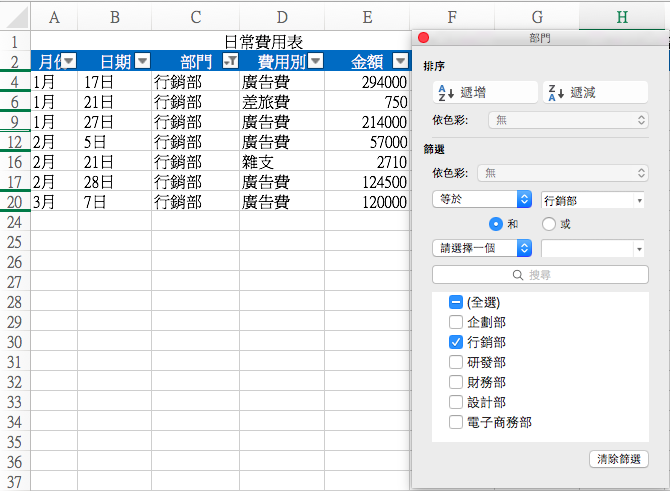 A B C D E F G H
1 日常費用表
2 月份 日期 部門 費用別 金額
4 1月 17日 行銷部 廣告費 294000
6 1月 21日 行銷部 差旅費 750
9 1月 27日 行銷部 廣告費 214000
12 2月 5日 行銷部 廣告費 57000
16 2月 21日 行銷部 雜支 2710
17 2月 28日 行銷部 廣告費 124500
20 3月 7日 行銷部 廣告費 120000
24
25
26
27
28
29
30
31
32
33
34
35
36
37
部門
排序
A Z 遞增 Z A 遞減
依色彩: 無
篩選
依色彩: 無
等於 行銷部
和 或
請選擇一個
搜尋
(全選)
企劃部
行銷部
研發部
財務部
設計部
電子商務部
清除篩選